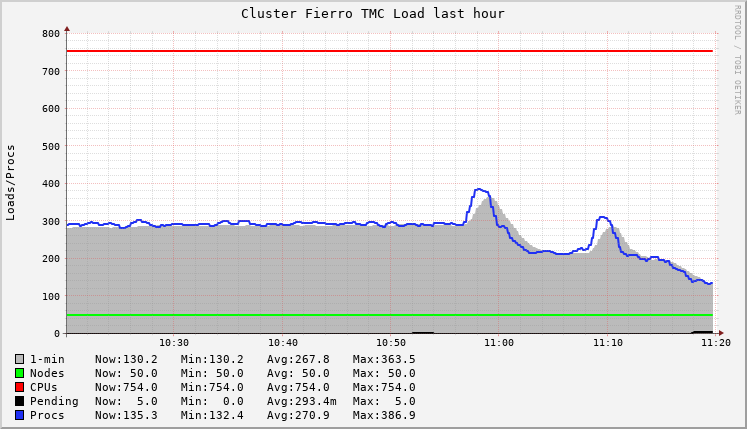 Cluster Fierro TMC Load last hour
RRDTOOL / TOBI OETIKER
Loads/Procs
800
700
600
500
400
300
200
100
0
10:30 10:40 10:50 11:00 11:10 11:20
1-min Now:130.2 Min:130.2 Avg:267.8 Max:363.5
Nodes Now: 50.0 Min: 50.0 Avg: 50.0 Max: 50.0
CPUs Now:754.0 Min:754.0 Avg:754.0 Max:754.0
Pending Now: 5.0 Min: 0.0 Avg:293.4m Max: 5.0
Procs Now:135.3 Min:132.4 Avg:270.9 Max:386.9